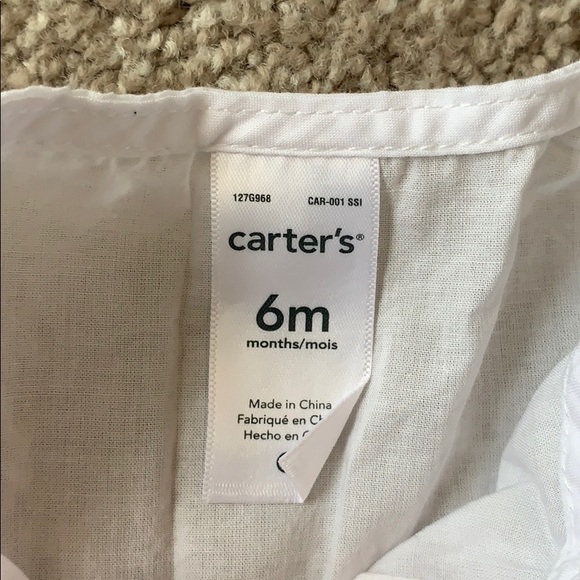 127G968 CAR-001 SSI
carter's®
6m
months/mois
Made in China
Fabriqué en
Hecho en